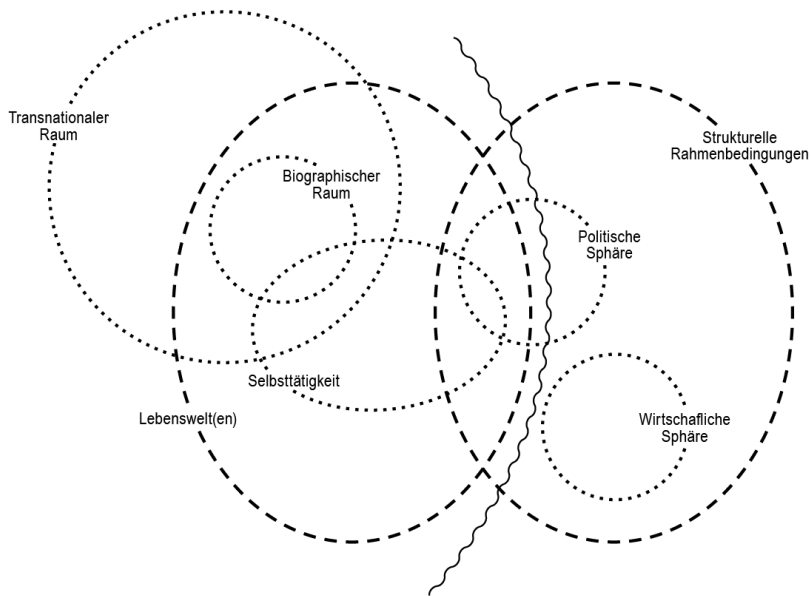 Transnationaler
Raum
Strukturelle
Rahmenbedingungen
Biographischer
Raum
Politische
Sphäre
Selbsttätigkeit
Lebenswelt(en)
Wirtschafliche
Sphäre